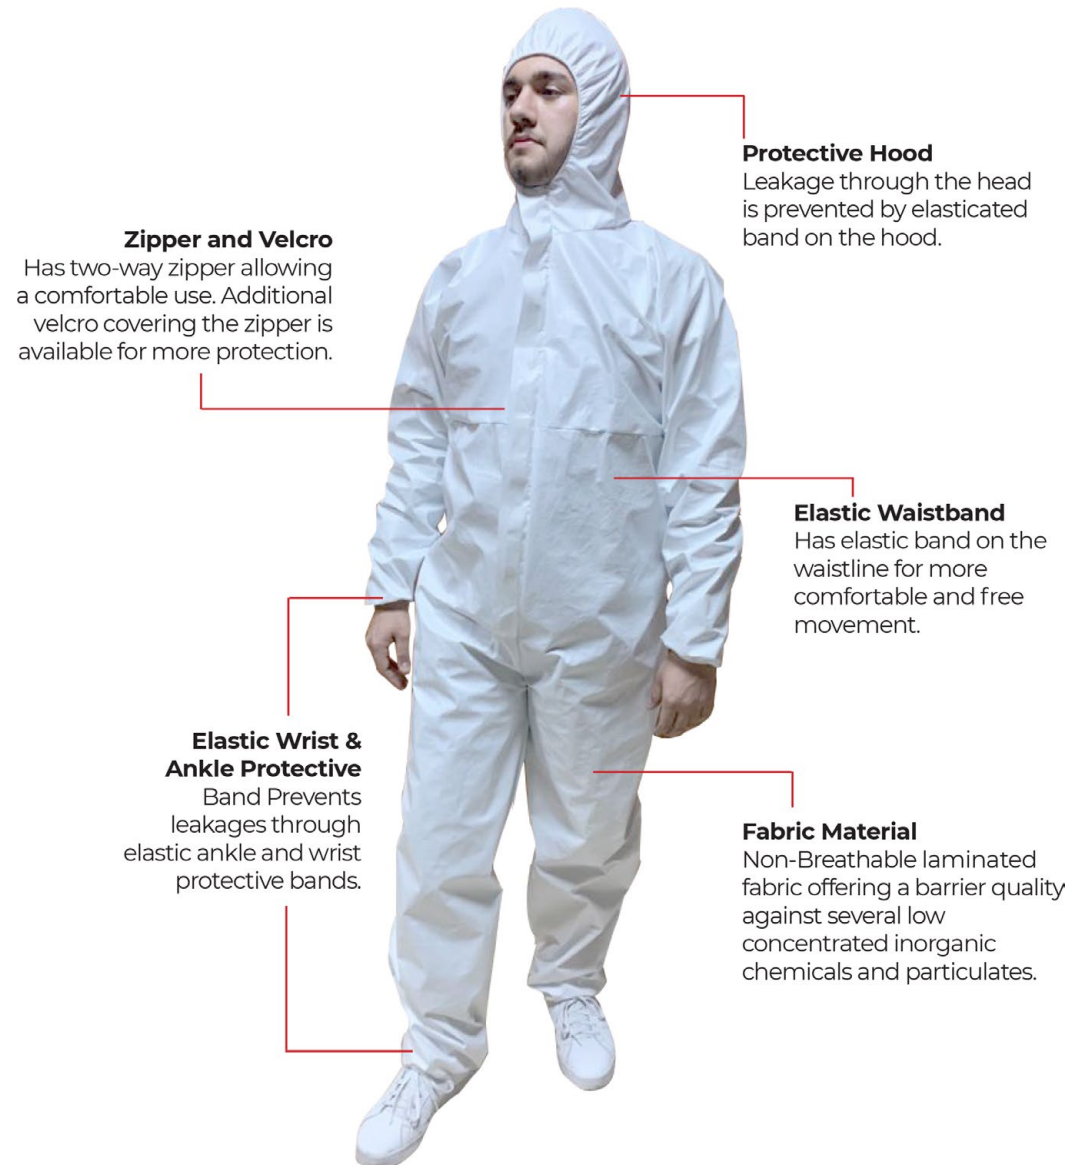 Protective Hood
Leakage through the head
is prevented by elasticated
band on the hood.
Zipper and Velcro
Has two-way zipper allowing
a comfortable use. Additional
velcro covering the zipper is
available for more protection.
Elastic Waistband
Has elastic band on the
waistline for more
comfortable and free
movement.
Elastic Wrist &
Ankle Protective
Band Prevents
leakages through
elastic ankle and wrist
protective bands.
Fabric Material
Non-Breathable laminated
fabric offering a barrier quality
against several low
concentrated inorganic
chemicals and particulates.